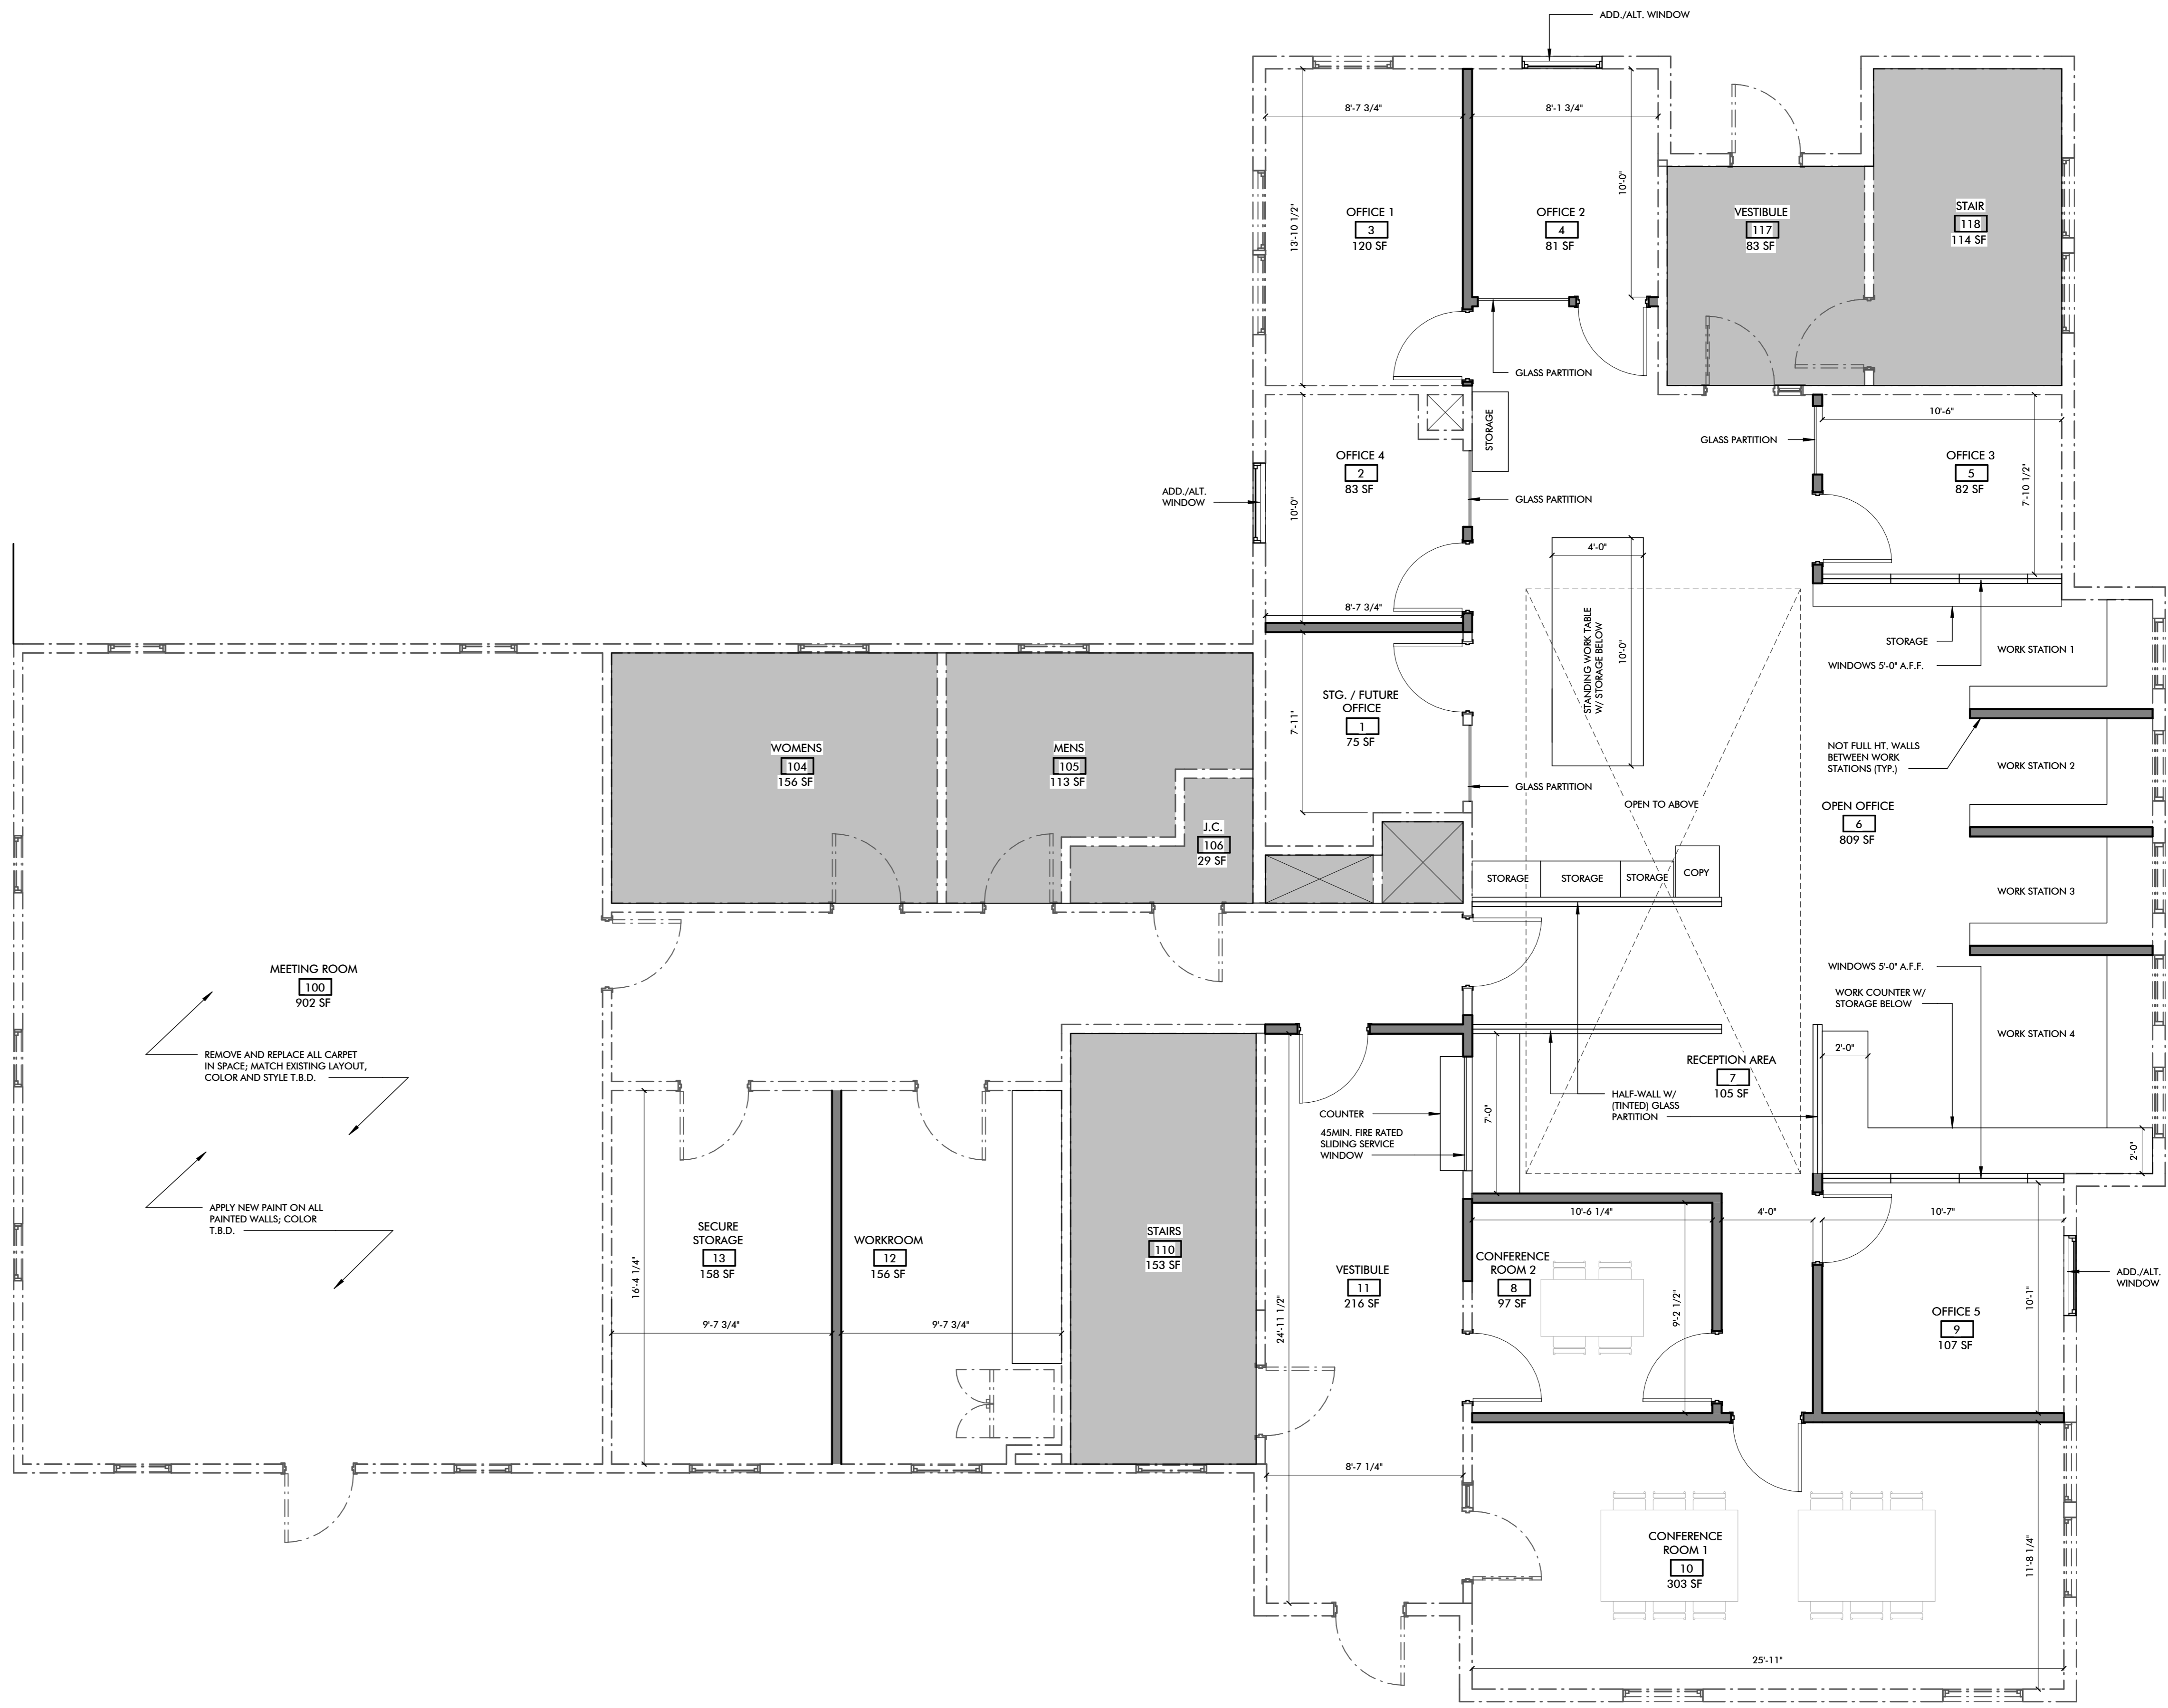 ADD./ALT. WINDOW
8'-7 3/4"
8'-1 3/4"
13'-10 1/2"
10'-0"
OFFICE 1
3
120 SF
OFFICE 2
4
81 SF
VESTIBULE
117
83 SF
STAIR
118
114 SF
GLASS PARTITION
STORAGE
GLASS PARTITION
10'-6"
OFFICE 4
2
83 SF
OFFICE 3
5
82 SF
7'-10 1/2"
ADD./ALT.
WINDOW
10'-0"
GLASS PARTITION
4'-0"
8'-7 3/4"
STANDING WORK TABLE
W/ STORAGE BELOW
10'-0"
STORAGE
WORK STATION 1
WINDOWS 5'-0" A.F.F.
STG. / FUTURE
OFFICE
1
75 SF
7'-11"
WOMENS
104
156 SF
MENS
105
113 SF
NOT FULL HT. WALLS
BETWEEN WORK
STATIONS (TYP.)
WORK STATION 2
GLASS PARTITION
OPEN TO ABOVE
OPEN OFFICE
6
809 SF
J.C.
106
29 SF
STORAGE
STORAGE
STORAGE
COPY
WORK STATION 3
MEETING ROOM
100
902 SF
WINDOWS 5'-0" A.F.F.
WORK COUNTER W/
STORAGE BELOW
WORK STATION 4
REMOVE AND REPLACE ALL CARPET
IN SPACE; MATCH EXISTING LAYOUT,
COLOR AND STYLE T.B.D.
2'-0"
RECEPTION AREA
7
105 SF
HALF-WALL W/
(TINTED) GLASS
PARTITION
COUNTER
45MIN. FIRE RATED
SLIDING SERVICE
WINDOW
7'-0"
2'-0"
APPLY NEW PAINT ON ALL
PAINTED WALLS; COLOR
T.B.D.
SECURE
STORAGE
13
158 SF
WORKROOM
12
156 SF
STAIRS
110
153 SF
10'-6 1/4"
4'-0"
10'-7"
16'-4 1/4"
9'-7 3/4"
9'-7 3/4"
VESTIBULE
11
216 SF
24'-11 1/2"
CONFERENCE
ROOM 2
8
97 SF
9'-2 1/2"
OFFICE 5
9
107 SF
10'-1"
ADD./ALT.
WINDOW
8'-7 1/4"
CONFERENCE
ROOM 1
10
303 SF
11'-8 1/4"
25'-11"